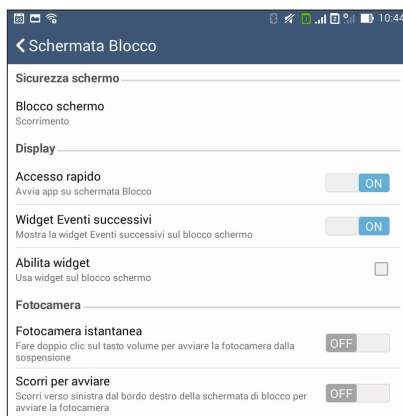 10:44
Schermata Blocco
Sicurezza schermo
Blocco schermo
Scorrimento
Display
Accesso rapido
Avvia app su schermata Blocco
ON
Widget Eventi successivi
Mostra la widget Eventi successivi sul blocco schermo
ON
Abilita widget
Usa widget sul blocco schermo
Fotocamera
Fotocamera istantanea
Fare doppio clic sul tasto volume per avviare la fotocamera dalla
sospensione
OFF
Scorri per avviare
Scorri verso sinistra dal bordo destro della schermata di blocco per
avviare la fotocamera
OFF